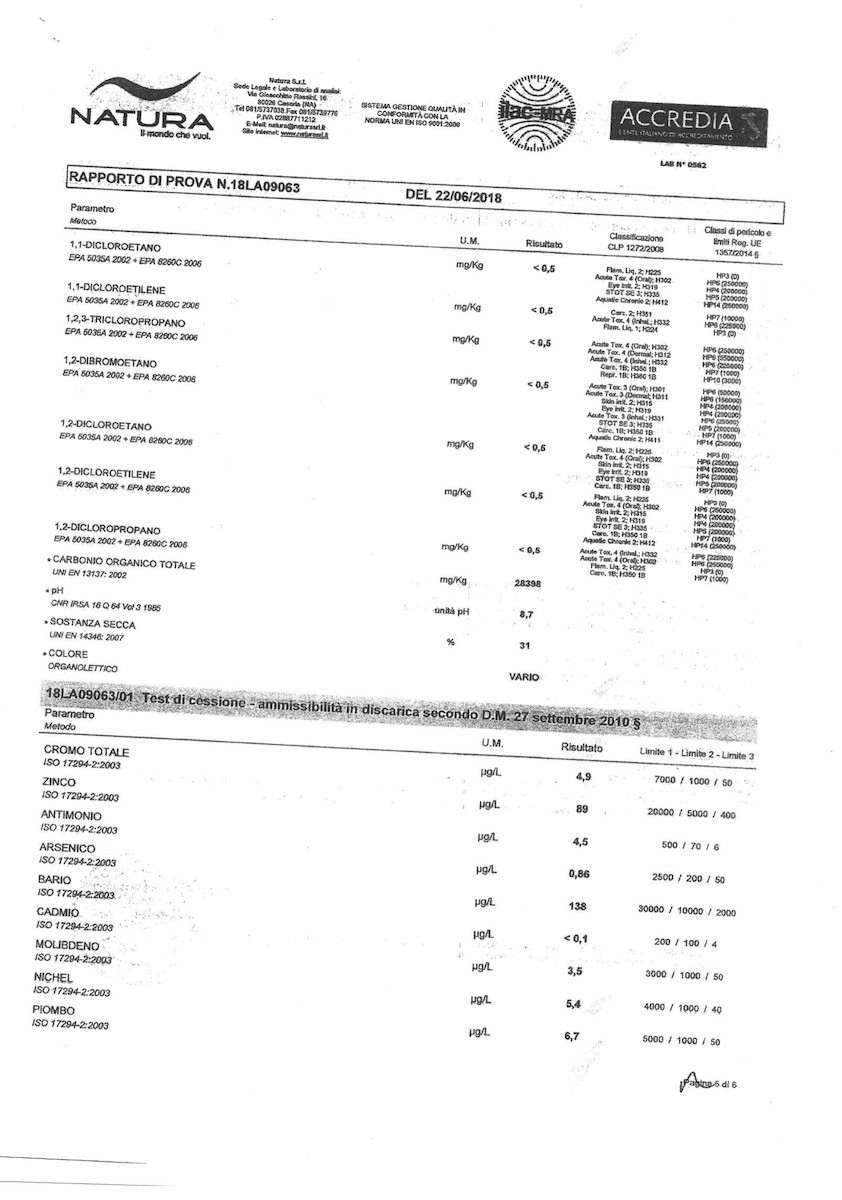 NATURA
Il mondo che vuoi.
Natura S.r.l.
Sede Legale e Laboratorio di analisi:
Via Gioacchino Rossini, 16
80026 Casoria (NA)
Tel 081/5737038 Fax 081/5739776
P.IVA 02887711212
E-Mail: natura@naturasrl.it
Sito internet: www.naturasrl.it
SISTEMA GESTIONE QUALITÀ IN
CONFORMITÀ CON LA
NORMA UNI EN ISO 9001:2008
ilac-MRA
ACCREDIA
L'ENTE ITALIANO DI ACCREDITAMENTO
LAB N° 0562
RAPPORTO DI PROVA N.18LA09063 DEL 22/06/2018
Parametro
Metodo
U.M.
Risultato
Classificazione
CLP 1272/2008
Classi di pericolo e
limiti Reg. UE
1357/2014 §
1,1-DICLOROETANO
EPA 5035A 2002 + EPA 8260C 2006
mg/Kg
< 0,5
Flam. Liq. 2; H225
Acute Tox. 4 (Oral); H302
Eye Irrit. 2; H319
STOT SE 3; H335
Aquatic Chronic 2; H412
HP3 (0)
HP6 (250000)
HP4 (200000)
HP5 (200000)
HP14 (250000)
1,1-DICLOROETILENE
EPA 5035A 2002 + EPA 8260C 2006
mg/Kg
< 0,5
Carc. 2; H351
Acute Tox. 4 (Inhal.; H332
Flam. Liq. 1; H224
HP7 (10000)
HP6 (225000)
HP3 (0)
1,2,3-TRICLOROPROPANO
EPA 5035A 2002 + EPA 8260C 2006
mg/Kg
< 0,5
Acute Tox. 4 (Oral); H302
Acute Tox. 4 (Dermal; H312
Acute Tox. 4 (Inhal.; H332
Carc. 1B; H350 1B
Repr. 1B; H360 1B
HP6 (250000)
HP6 (550000)
HP6 (225000)
HP7 (1000)
HP10 (3000)
1,2-DIBROMOETANO
EPA 5035A 2002 + EPA 8260C 2006
mg/Kg
< 0,5
Acute Tox. 3 (Oral); H301
Acute Tox. 3 (Dermal; H311
Skin Irrit. 2; H315
Eye Irrit. 2; H319
Acute Tox. 3 (Inhal.; H331
STOT SE 3; H335
Carc. 1B; H350 1B
Aquatic Chronic 2; H411
HP6 (50000)
HP6 (150000)
HP4 (200000)
HP4 (200000)
HP6 (35000)
HP5 (200000)
HP7 (1000)
HP14 (250000)
1,2-DICLOROETANO
EPA 5035A 2002 + EPA 8260C 2006
mg/Kg
< 0,5
Flam. Liq. 2; H225
Acute Tox. 4 (Oral); H302
Skin Irrit. 2; H315
Eye Irrit. 2; H319
STOT SE 3; H335
Carc. 1B; H350 1B
HP3 (0)
HP6 (250000)
HP4 (200000)
HP4 (200000)
HP5 (200000)
HP7 (1000)
1,2-DICLOROETILENE
EPA 5035A 2002 + EPA 8260C 2006
mg/Kg
< 0,5
Flam. Liq. 2; H225
Acute Tox. 4 (Oral); H302
Skin Irrit. 2; H315
Eye Irrit. 2; H319
STOT SE 3; H335
Carc. 1B; H350 1B
Aquatic Chronic 2; H412
HP3 (0)
HP6 (250000)
HP4 (200000)
HP4 (200000)
HP5 (200000)
HP7 (1000)
HP14 (250000)
1,2-DICLOROPROPANO
EPA 5035A 2002 + EPA 8260C 2006
mg/Kg
< 0,5
Acute Tox. 4 (Inhal.; H332
Acute Tox. 4 (Oral); H302
Flam. Liq. 2; H225
Carc. 1B; H350 1B
HP6 (225000)
HP6 (250000)
HP3 (0)
HP7 (1000)
* CARBONIO ORGANICO TOTALE
UNI EN 13137: 2002
mg/Kg
28398
* pH
CNR IRSA 16 Q 64 Vol 3 1985
unità pH
8,7
* SOSTANZA SECCA
UNI EN 14346: 2007
%
31
* COLORE
ORGANOLETTICO
VARIO
18LA09063/01 Test di cessione - ammissibilità in discarica secondo D.M. 27 settembre 2010 §
Parametro
Metodo
U.M.
Risultato
Limite 1 - Limite 2 - Limite 3
CROMO TOTALE
ISO 17294-2:2003
µg/L
4,9
7000 / 1000 / 50
ZINCO
ISO 17294-2:2003
µg/L
89
20000 / 5000 / 400
ANTIMONIO
ISO 17294-2:2003
µg/L
4,5
500 / 70 / 6
ARSENICO
ISO 17294-2:2003
µg/L
0,86
2500 / 200 / 50
BARIO
ISO 17294-2:2003
µg/L
138
30000 / 10000 / 2000
CADMIO
ISO 17294-2:2003
µg/L
< 0,1
200 / 100 / 4
MOLIBDENO
ISO 17294-2:2003
µg/L
3,5
3000 / 1000 / 50
NICHEL
ISO 17294-2:2003
µg/L
5,4
4000 / 1000 / 40
PIOMBO
ISO 17294-2:2003
µg/L
6,7
5000 / 1000 / 50
Pagina 5 di 6